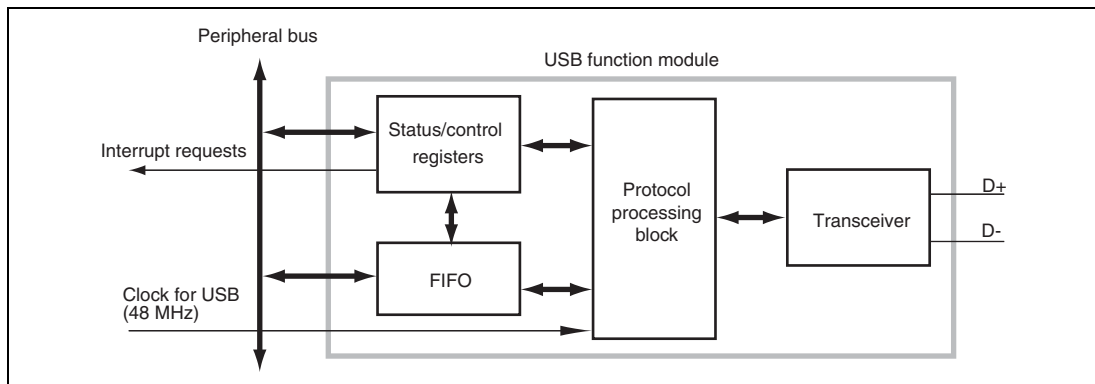 Peripheral bus
USB function module
Status/control
registers
Interrupt requests
Protocol
processing
block
Transceiver
D+
D-
FIFO
Clock for USB
(48 MHz)